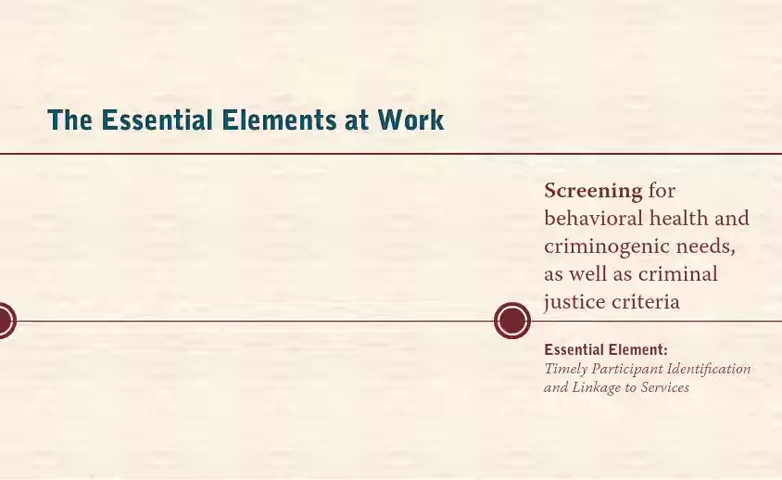 The Essential Elements at Work
Screening for
behavioral health and
criminogenic needs,
as well as criminal
justice criteria
Essential Element:
Timely Participant Identification
and Linkage to Services